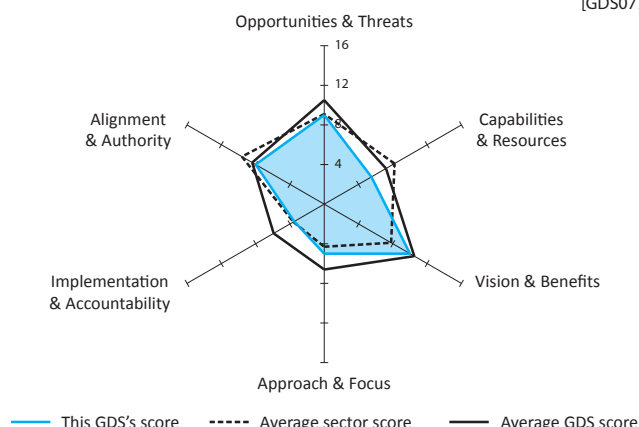 [GDS07
Opportunities & Threats
16
12
8
4
Alignment
& Authority
Capabilities
& Resources
Implementation
& Accountability
Vision & Benefits
Approach & Focus
This GDS's score
Average sector score
Average GDS score